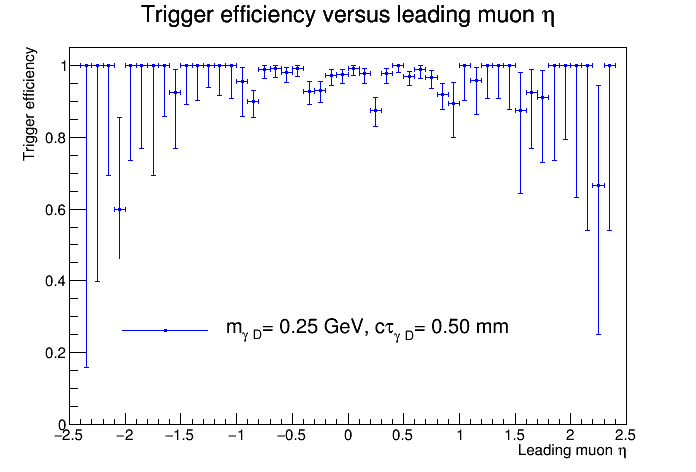 Trigger efficiency versus leading muon η
Trigger efficiency
1
0.8
0.6
0.4
0.2
0
m_γ D= 0.25 GeV, cτ_γ D= 0.50 mm
−2.5 −2 −1.5 −1 −0.5 0 0.5 1 1.5 2 2.5
Leading muon η